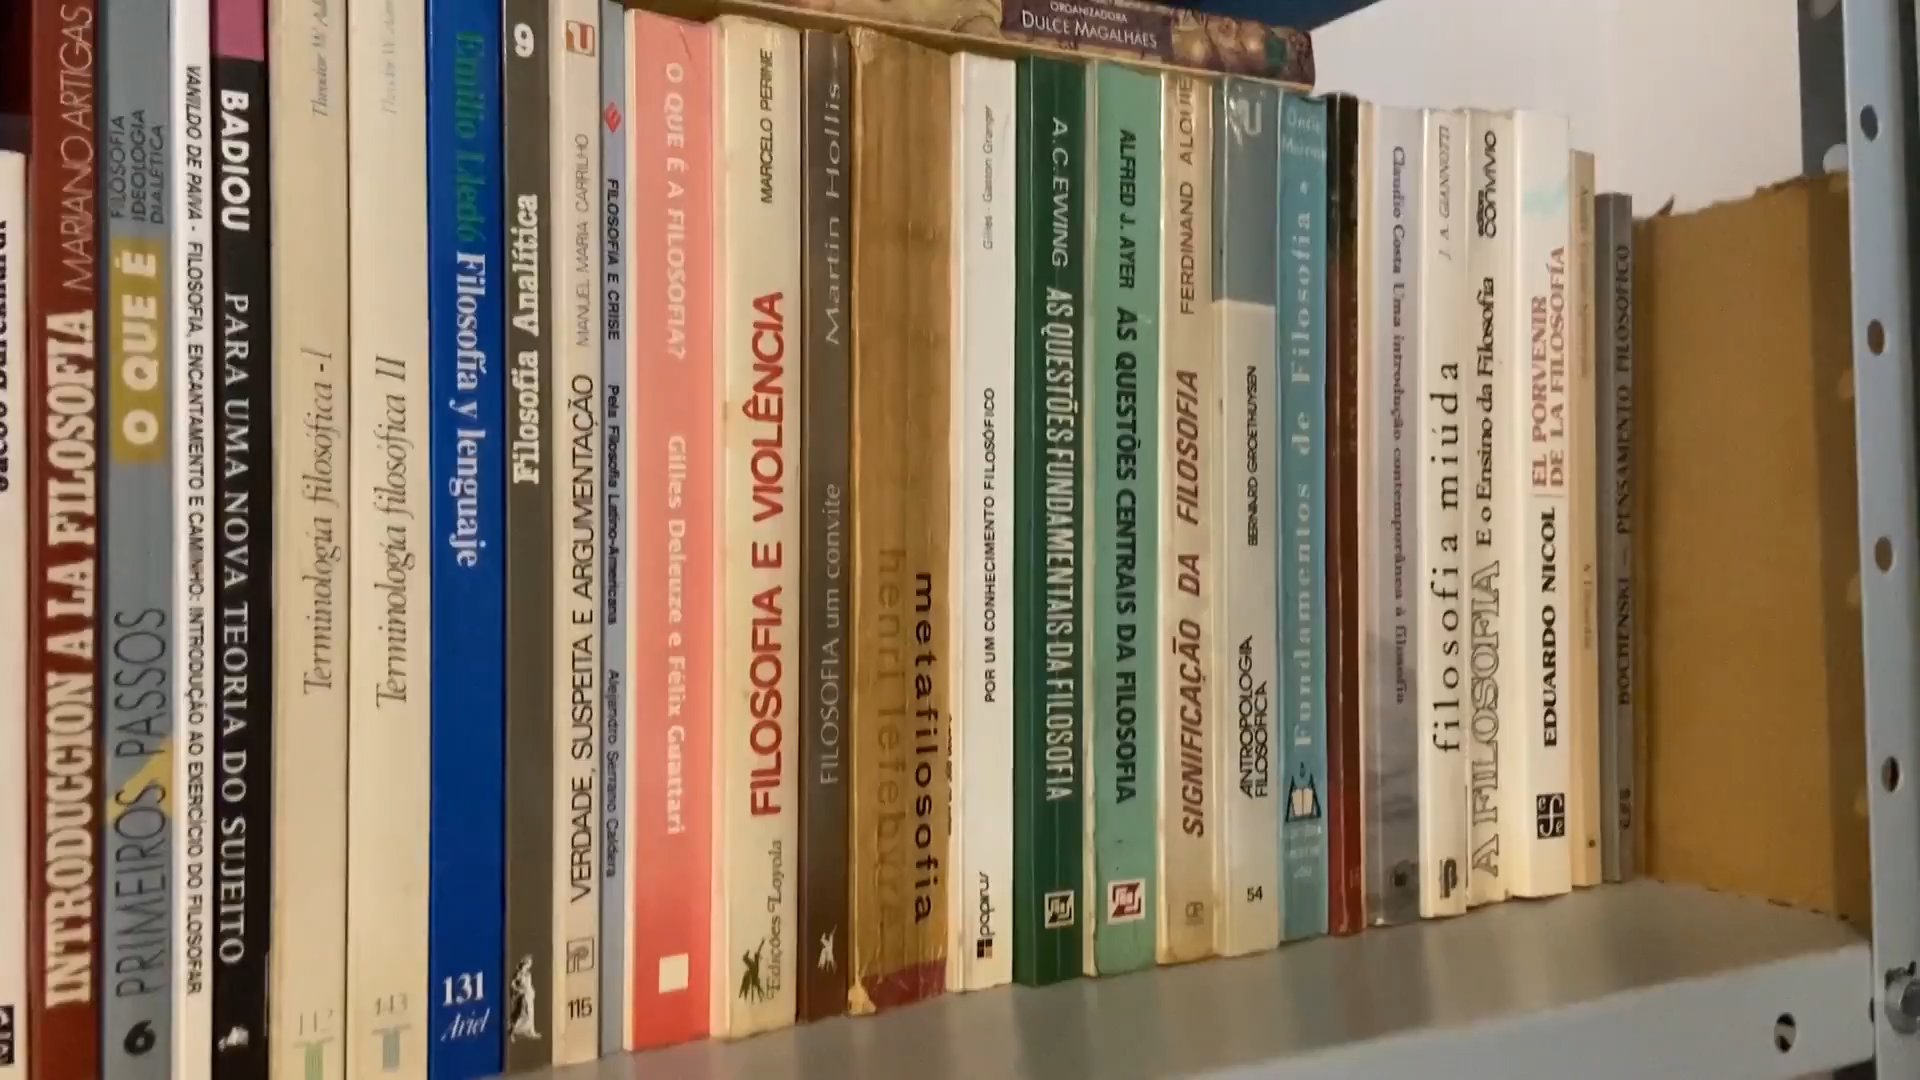 ORGANIZADORA
DULCE MAGALHÃES
INTRODUCCION A LA FILOSOFIA MARIANO ARTIGAS
FILOSOFIA
IDEOLOGIA
DIALÉTICA
O QUE É
6 PRIMEIROS PASSOS
VANILDO DE PAIVA - FILOSOFIA, ENCANTAMENTO E CAMINHO: INTRODUÇÃO AO EXERCÍCIO DO FILOSOFAR
BADIOU PARA UMA NOVA TEORIA DO SUJEITO
Terminología filosófica - I
112
Terminología filosófica II
143
Emilio Lledó Filosofía y lenguaje
131
Ariel
9 Filosofia Analítica
MANUEL MARIA CARRILHO
VERDADE, SUSPEITA E ARGUMENTAÇÃO
115
FILOSOFIA E CRISE Pela Filosofia Latino-Americana Alejandro Serrano Caldera
O QUE É A FILOSOFIA? Gilles Deleuze e Félix Guattari
MARCELO PERINE
FILOSOFIA E VIOLÊNCIA
Edições Loyola
FILOSOFIA um convite Martin Hollis
henri lefebvre
metafilosofia
Gilles-Gaston Granger
POR UM CONHECIMENTO FILOSÓFICO
papirus
A.C. EWING AS QUESTÕES FUNDAMENTAIS DA FILOSOFIA
ALFRED J. AYER AS QUESTÕES CENTRAIS DA FILOSOFIA
SIGNIFICAÇÃO DA FILOSOFIA FERDINAND ALQUIÉ
BERNARD GROETHUYSEN
ANTROPOLOGIA
FILOSÓFICA
54
Fundamentos de Filosofia
Claudio Costa Uma introdução contemporânea à filosofia
J. A. GIANNOTTI
filosofia miúda
A FILOSOFIA E o Ensino da Filosofia
CONVIVIO
EDUARDO NICOL
EL PORVENIR
DE LA FILOSOFÍA
BOCHENSKI - PENSAMENTO FILOSÓFICO